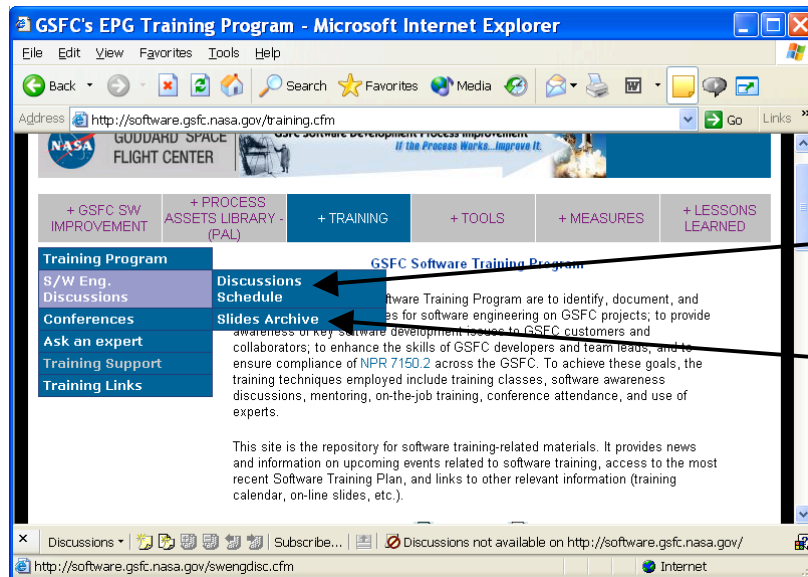 GSFC's EPG Training Program - Microsoft Internet Explorer
File Edit View Favorites Tools Help
Back Search Favorites Media
Address http://software.gsfc.nasa.gov/training.cfm Go Links »
NASA GODDARD SPACE
FLIGHT CENTER
GSFC Software Development Process Improvement
If the Process Works...Improve It.
+ GSFC SW
IMPROVEMENT
+ PROCESS
ASSETS LIBRARY -
(PAL)
+ TRAINING
+ TOOLS
+ MEASURES
+ LESSONS
LEARNED
Training Program
S/W Eng.
Discussions
Conferences
Ask an expert
Training Support
Training Links
Discussions
Schedule
Slides Archive
GSFC Software Training Program
ftware Training Program are to identify, document, and
es for software engineering on GSFC projects; to provide
awareness of key software development issues to GSFC customers and
collaborators; to enhance the skills of GSFC developers and team leads; and to
ensure compliance of NPR 7150.2 across the GSFC. To achieve these goals, the
training techniques employed include training classes, software awareness
discussions, mentoring, on-the-job training, conference attendance, and use of
experts.
This site is the repository for software training-related materials. It provides news
and information on upcoming events related to software training, access to the most
recent Software Training Plan, and links to other relevant information (training
calendar, on-line slides, etc.).
Discussions Subscribe... Discussions not available on http://software.gsfc.nasa.gov/
http://software.gsfc.nasa.gov/swengdisc.cfm Internet